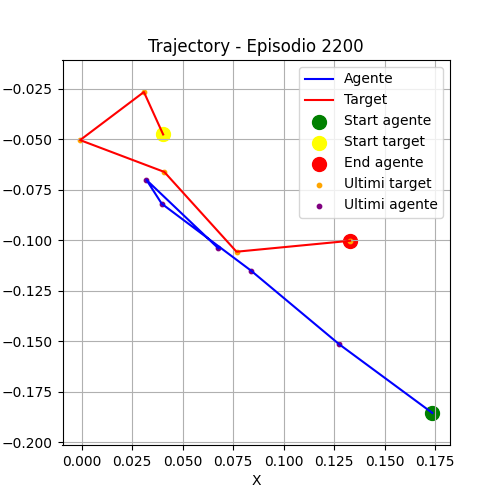 Trajectory - Episodio 2200
Agente
Target
Start agente
Start target
End agente
Ultimi target
Ultimi agente
−0.025
−0.050
−0.075
−0.100
−0.125
−0.150
−0.175
−0.200
0.000 0.025 0.050 0.075 0.100 0.125 0.150 0.175
X